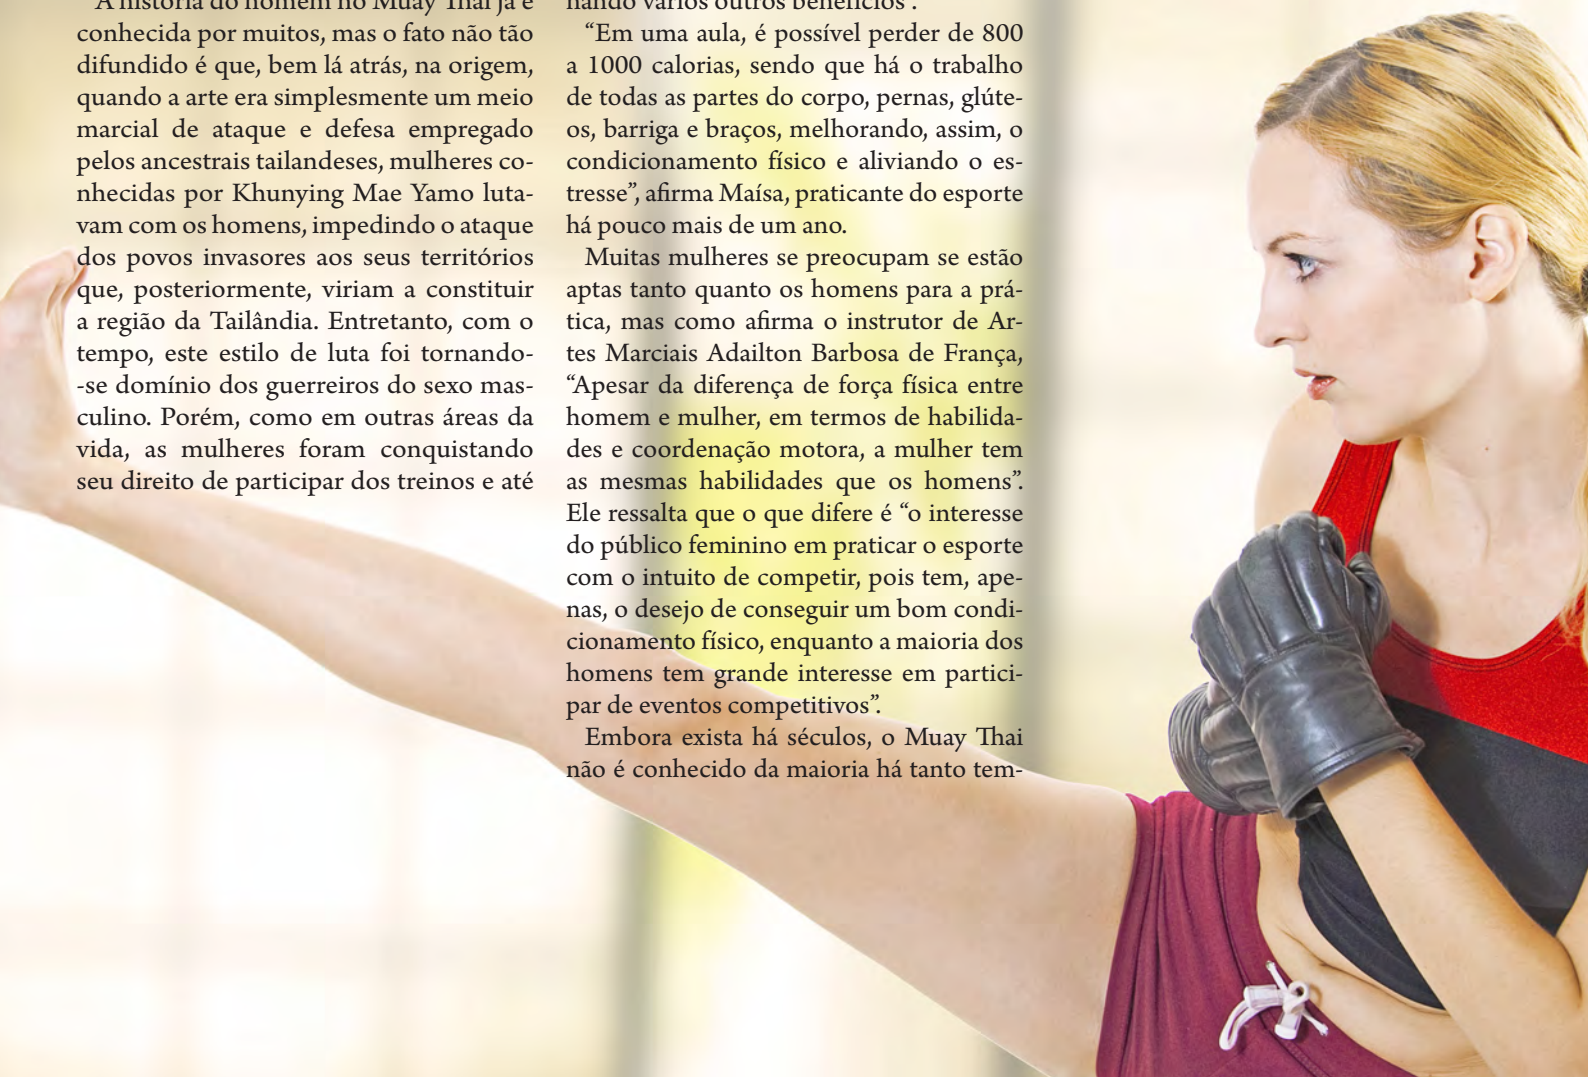 A história do homem no Muay Thai já é
conhecida por muitos, mas o fato não tão
difundido é que, bem lá atrás, na origem,
quando a arte era simplesmente um meio
marcial de ataque e defesa empregado
pelos ancestrais tailandeses, mulheres co-
nhecidas por Khunying Mae Yamo luta-
vam com os homens, impedindo o ataque
dos povos invasores aos seus territórios
que, posteriormente, viriam a constituir
a região da Tailândia. Entretanto, com o
tempo, este estilo de luta foi tornando-
-se domínio dos guerreiros do sexo mas-
culino. Porém, como em outras áreas da
vida, as mulheres foram conquistando
seu direito de participar dos treinos e até
nando vários outros benefícios”.
“Em uma aula, é possível perder de 800
a 1000 calorias, sendo que há o trabalho
de todas as partes do corpo, pernas, glúte-
os, barriga e braços, melhorando, assim, o
condicionamento físico e aliviando o es-
tresse”, afirma Maísa, praticante do esporte
há pouco mais de um ano.
Muitas mulheres se preocupam se estão
aptas tanto quanto os homens para a prá-
tica, mas como afirma o instrutor de Ar-
tes Marciais Adailton Barbosa de França,
“Apesar da diferença de força física entre
homem e mulher, em termos de habilida-
des e coordenação motora, a mulher tem
as mesmas habilidades que os homens”.
Ele ressalta que o que difere é “o interesse
do público feminino em praticar o esporte
com o intuito de competir, pois tem, ape-
nas, o desejo de conseguir um bom condi-
cionamento físico, enquanto a maioria dos
homens tem grande interesse em partici-
par de eventos competitivos”.
Embora exista há séculos, o Muay Thai
não é conhecido da maioria há tanto tem-